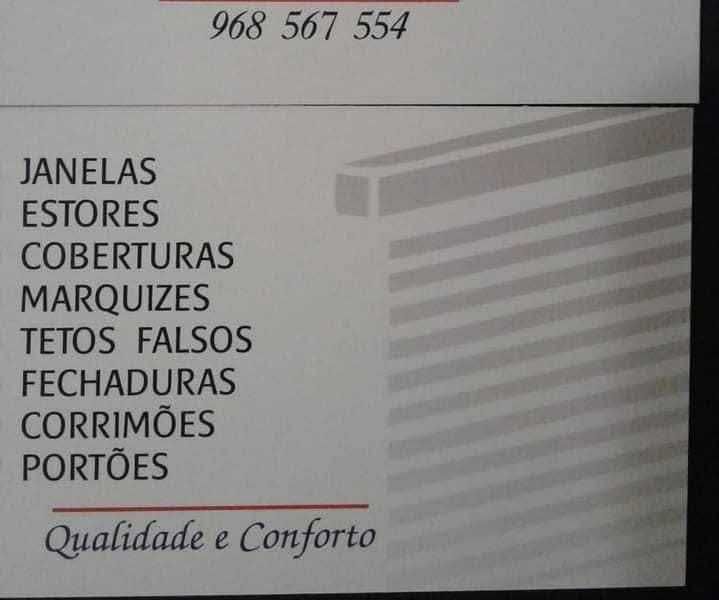 968 567 554
JANELAS
ESTORES
COBERTURAS
MARQUIZES
TETOS FALSOS
FECHADURAS
CORRIMÕES
PORTÕES
Qualidade e Conforto